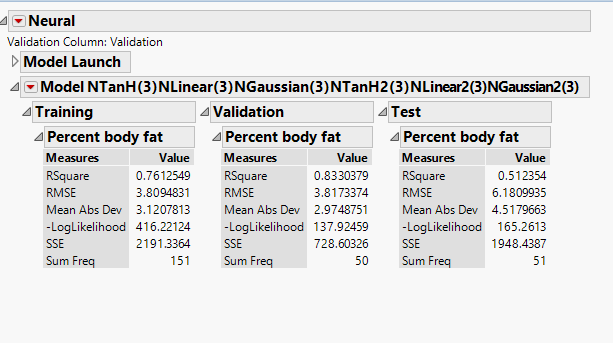 Neural
Validation Column: Validation
Model Launch
Model NTanH(3)NLinear(3)NGaussian(3)NTanH2(3)NLinear2(3)NGaussian2(3)
Training
Percent body fat
Measures Value
RSquare 0.7612549
RMSE 3.8094831
Mean Abs Dev 3.1207813
-LogLikelihood 416.22124
SSE 2191.3364
Sum Freq 151
Validation
Percent body fat
Measures Value
RSquare 0.8330379
RMSE 3.8173374
Mean Abs Dev 2.9748751
-LogLikelihood 137.92459
SSE 728.60326
Sum Freq 50
Test
Percent body fat
Measures Value
RSquare 0.512354
RMSE 6.1809935
Mean Abs Dev 4.5179663
-LogLikelihood 165.2613
SSE 1948.4387
Sum Freq 51